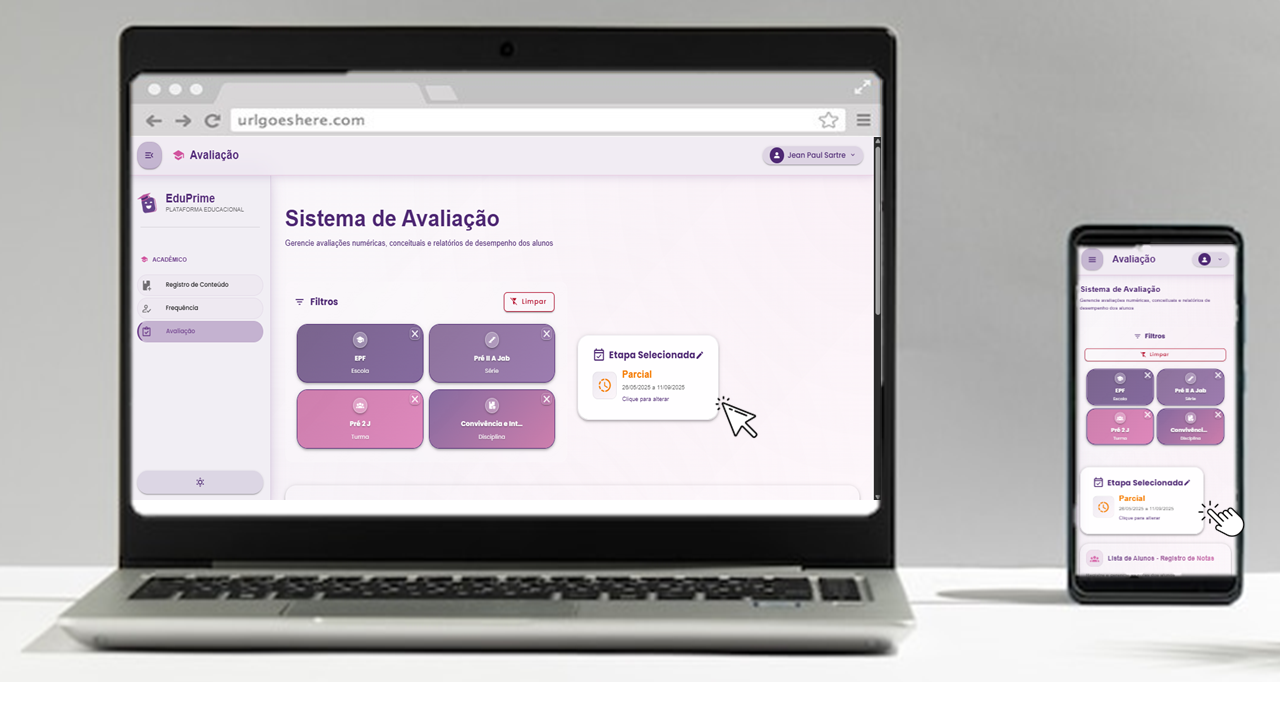 urlgoeshere.com
Avaliação
Jean Paul Sartre
EduPrime
PLATAFORMA EDUCACIONAL
ACADÊMICO
Registro de Conteúdo
Frequência
Avaliação
Sistema de Avaliação
Gerencie avaliações numéricas, conceituais e relatórios de desempenho dos alunos
Filtros
Limpar
EPF
Escola
Pré II A Jab
Série
Pré 2 J
Turma
Convivência e Int...
Disciplina
Etapa Selecionada
Parcial
26/05/2025 a 11/09/2025
Clique para alterar
Avaliação
Sistema de Avaliação
Gerencie avaliações numéricas, conceituais e relatórios de
desempenho dos alunos
Filtros
Limpar
EPF
Escola
Pré II A Jab
Série
Pré 2 J
Turma
Convivênci...
Disciplina
Etapa Selecionada
Parcial
26/05/2025 a 11/09/2025
Clique para alterar
Lista de Alunos - Registro de Notas